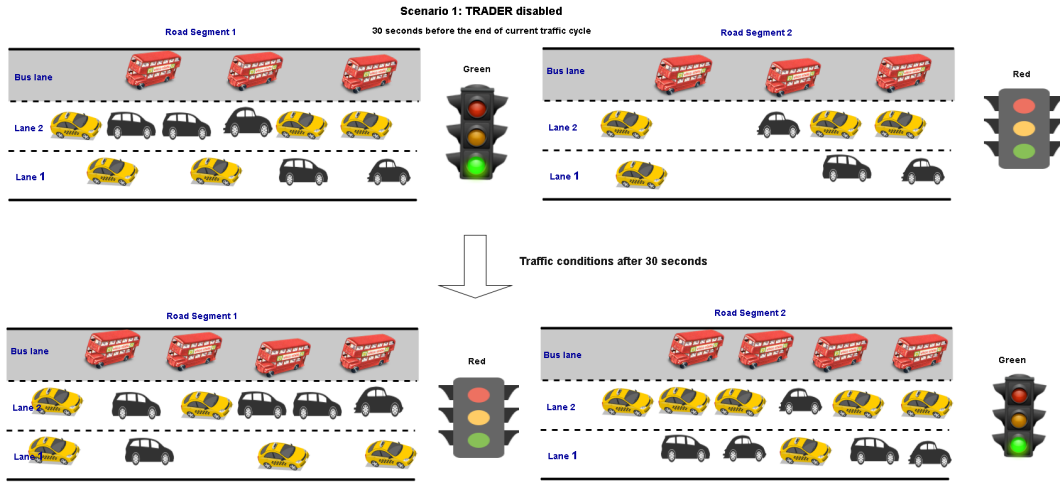 Scenario 1: TRADER disabled
Road Segment 1
30 seconds before the end of current traffic cycle
Road Segment 2
Bus lane
Green
Bus lane
Red
Lane 2
Lane 2
Lane 1
Lane 1
Traffic conditions after 30 seconds
Road Segment 1
Road Segment 2
Bus lane
Red
Bus lane
Green
Lane 2
Lane 2
Lane 1
Lane 1